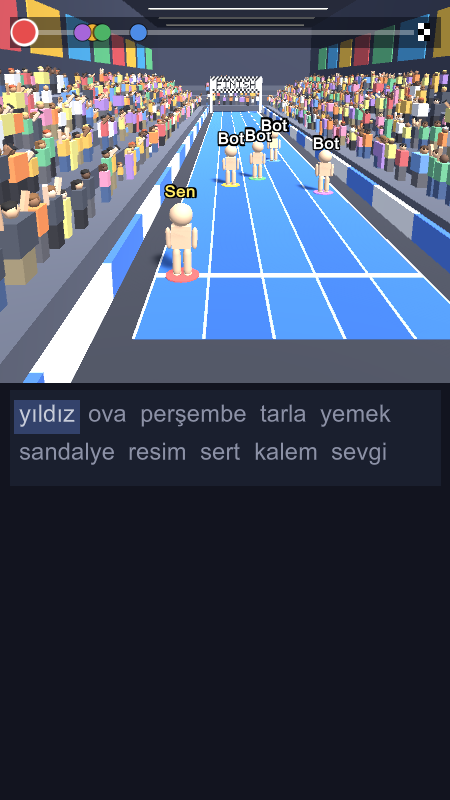 Bot Bot Bot Bot
Sen
yıldız ova perşembe tarla yemek
sandalye resim sert kalem sevgi